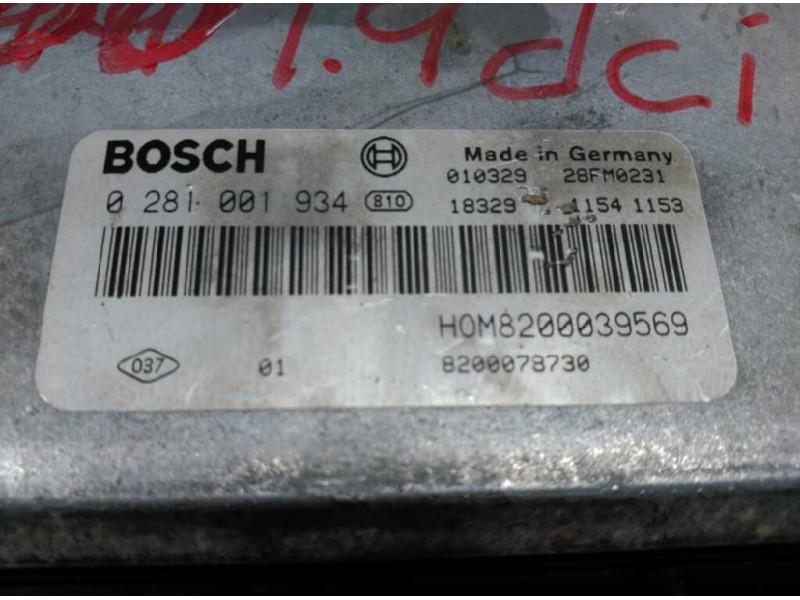 1.9dci
BOSCH
Made in Germany
010329 28FM0231
0 281 001 934 810
18329 1154 1153
HOM8200039569
037 01 8200078730